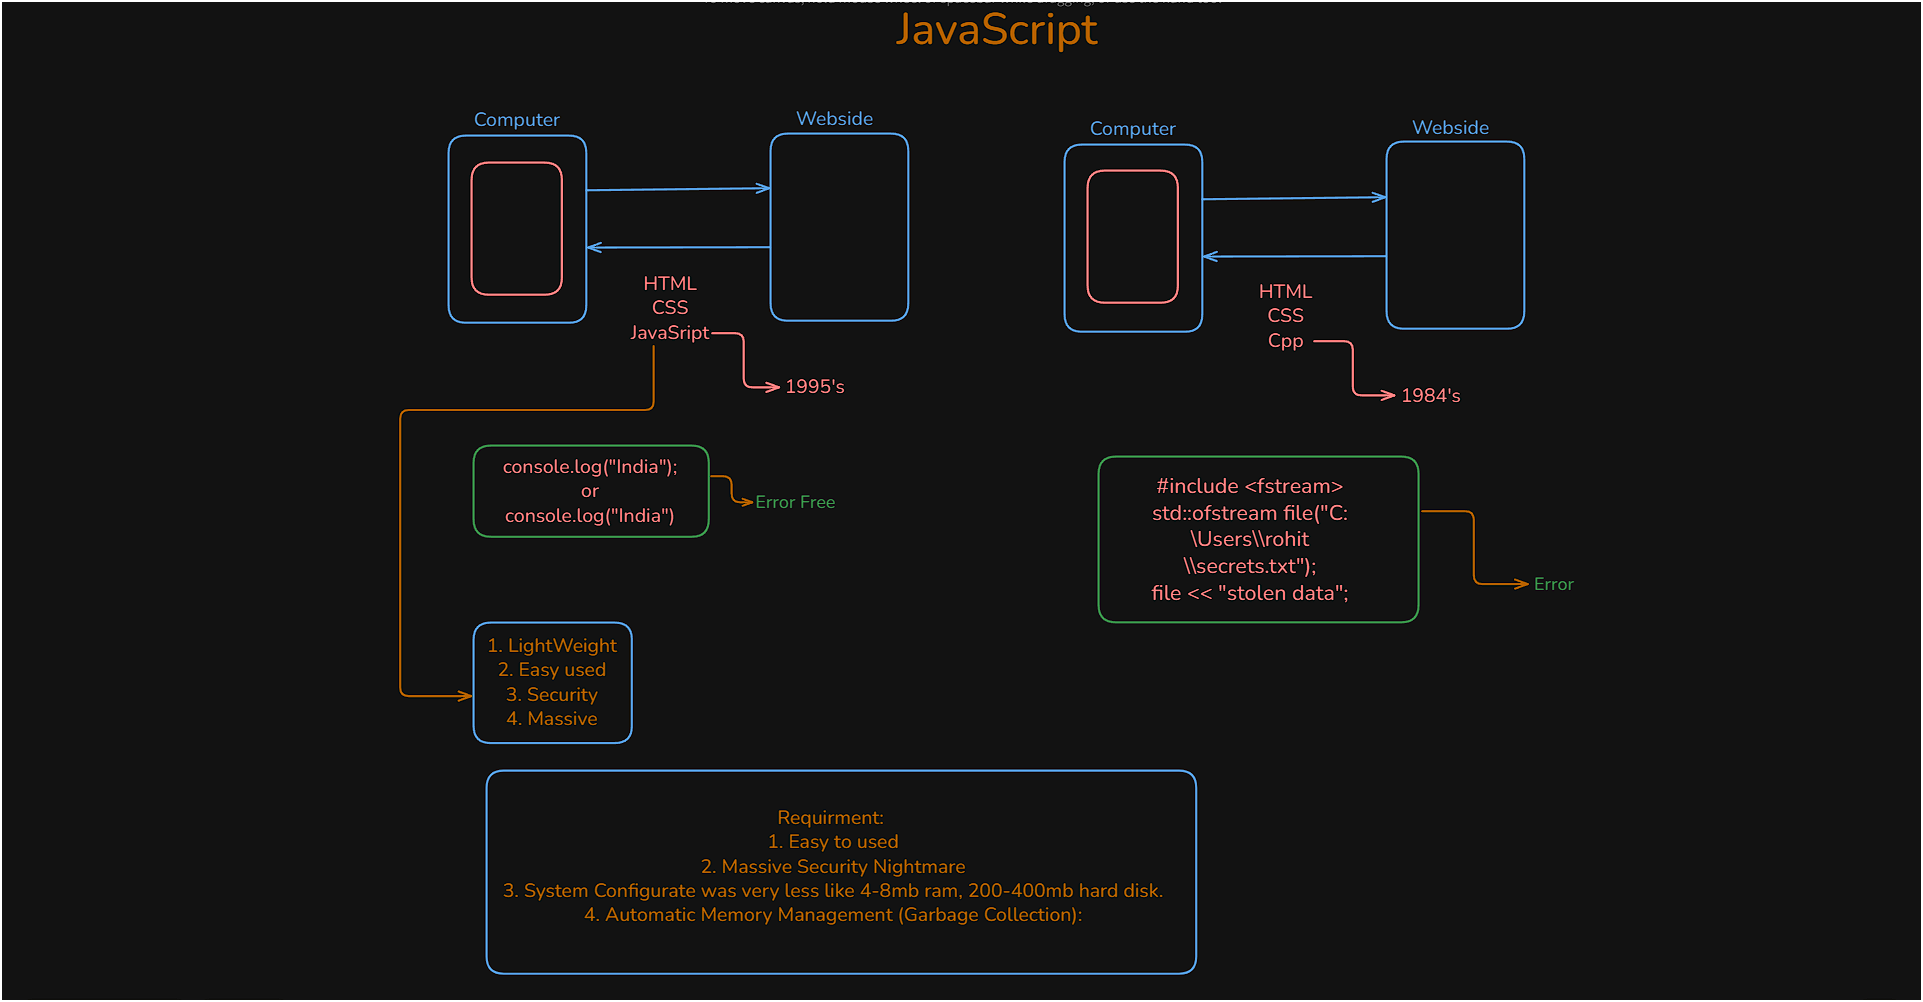 JavaScript
Computer
Webside
HTML
CSS
JavaSript
1995's
console.log("India");
or
console.log("India")
Error Free
1. LightWeight
2. Easy used
3. Security
4. Massive
Computer
Webside
HTML
CSS
Cpp
1984's
#include <fstream>
std::ofstream file("C:
\Users\\rohit
\\secrets.txt");
file << "stolen data";
Error
Requirment:
1. Easy to used
2. Massive Security Nightmare
3. System Configurate was very less like 4-8mb ram, 200-400mb hard disk.
4. Automatic Memory Management (Garbage Collection):